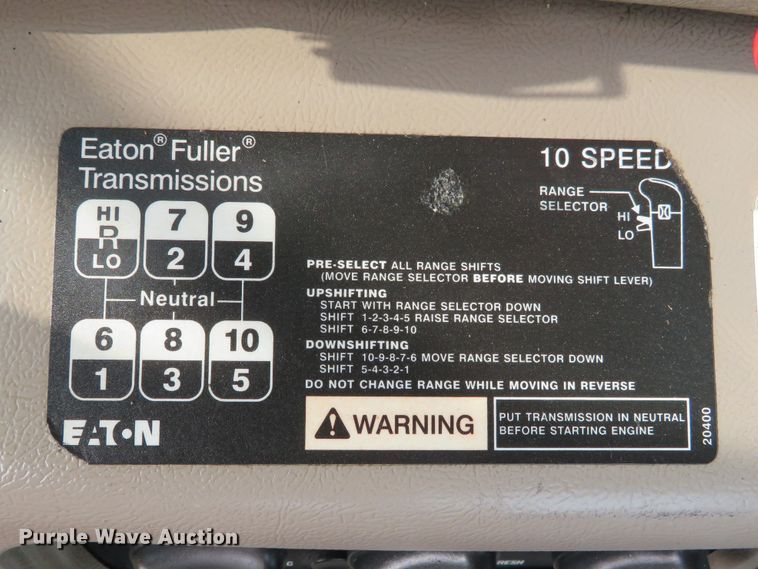 Eaton® Fuller®
Transmissions
10 SPEED
RANGE
SELECTOR
HI
LO
HI
R
LO
7
2
9
4
Neutral
6
1
8
3
10
5
PRE-SELECT ALL RANGE SHIFTS
(MOVE RANGE SELECTOR BEFORE MOVING SHIFT LEVER)
UPSHIFTING
START WITH RANGE SELECTOR DOWN
SHIFT 1-2-3-4-5 RAISE RANGE SELECTOR
SHIFT 6-7-8-9-10
DOWNSHIFTING
SHIFT 10-9-8-7-6 MOVE RANGE SELECTOR DOWN
SHIFT 5-4-3-2-1
DO NOT CHANGE RANGE WHILE MOVING IN REVERSE
WARNING
PUT TRANSMISSION IN NEUTRAL
BEFORE STARTING ENGINE
20400
EATON
Purple Wave Auction
C